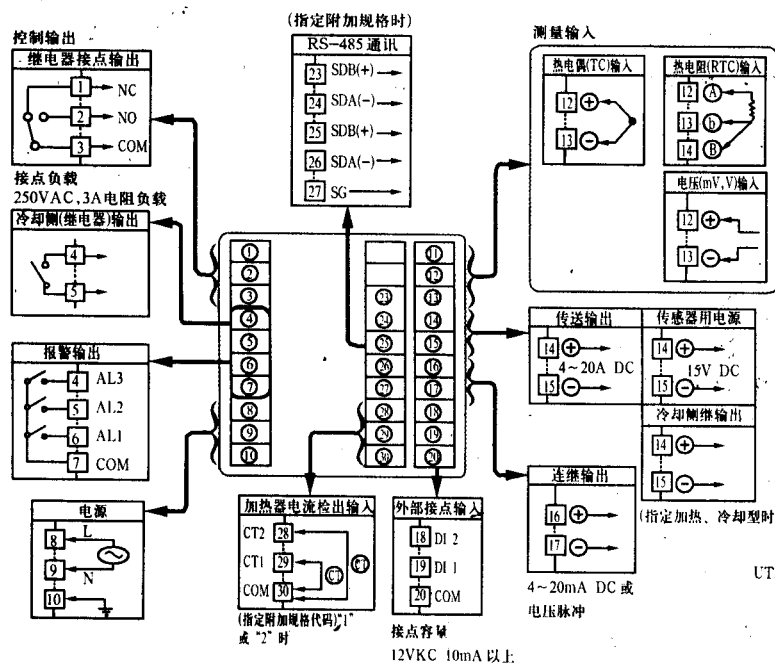 控制输出
继电器接点输出
1 NC
2 NO
3 COM
接点负载
250VAC,3A电阻负载
冷却侧(继电器)输出
4
5
报警输出
4 AL3
5 AL2
6 AL1
7 COM
电源
8 L
9 N
10
(指定附加规格时)
RS-485通讯
23 SDB(+)
24 SDA(-)
25 SDB(+)
26 SDA(-)
27 SG
① ② ③ ④ ⑤ ⑥ ⑦ ⑧ ⑨ ⑩
㉓ ㉔ ㉕ ㉖ ㉗ ㉘ ㉙ ㉚
⑪ ⑫ ⑬ ⑭ ⑮ ⑯ ⑰ ⑱ ⑲ ⑳
加热器电流检出输入
CT2 28
CT1 29
COM 30
CT CT
(指定附加规格代码)"1"
或"2"时
外部接点输入
18 DI 2
19 DI 1
20 COM
接点容量
12VKC 10mA以上
测量输入
热电偶(TC)输入
12 +
13 -
热电阻(RTC)输入
12 A
13 b
14 B
电压(mV,V)输入
12 +
13 -
传送输出
14 +
4~20A DC
15 -
传感器用电源
14 +
15V DC
15 -
冷却侧继输出
14 +
15 -
(指定加热、冷却型时
连继输出
16 +
17 -
4~20mA DC或
电压脉冲
UT